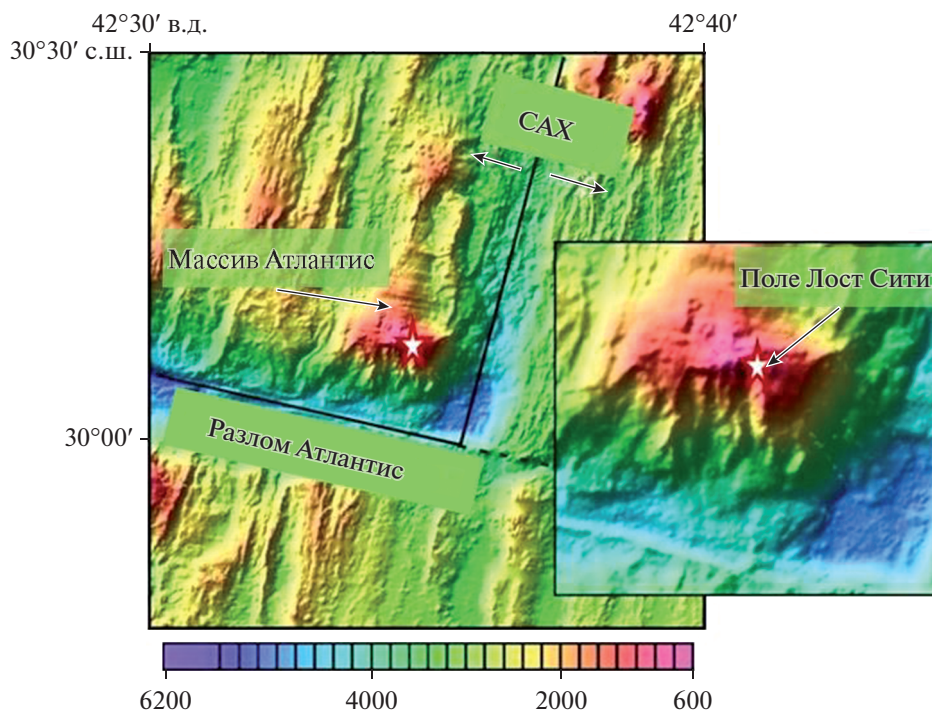 42°30′ в.д.
42°40′
30°30′ с.ш.
САХ
Массив Атлантис
Поле Лост Сити
30°00′
Разлом Атлантис
6200
4000
2000
600